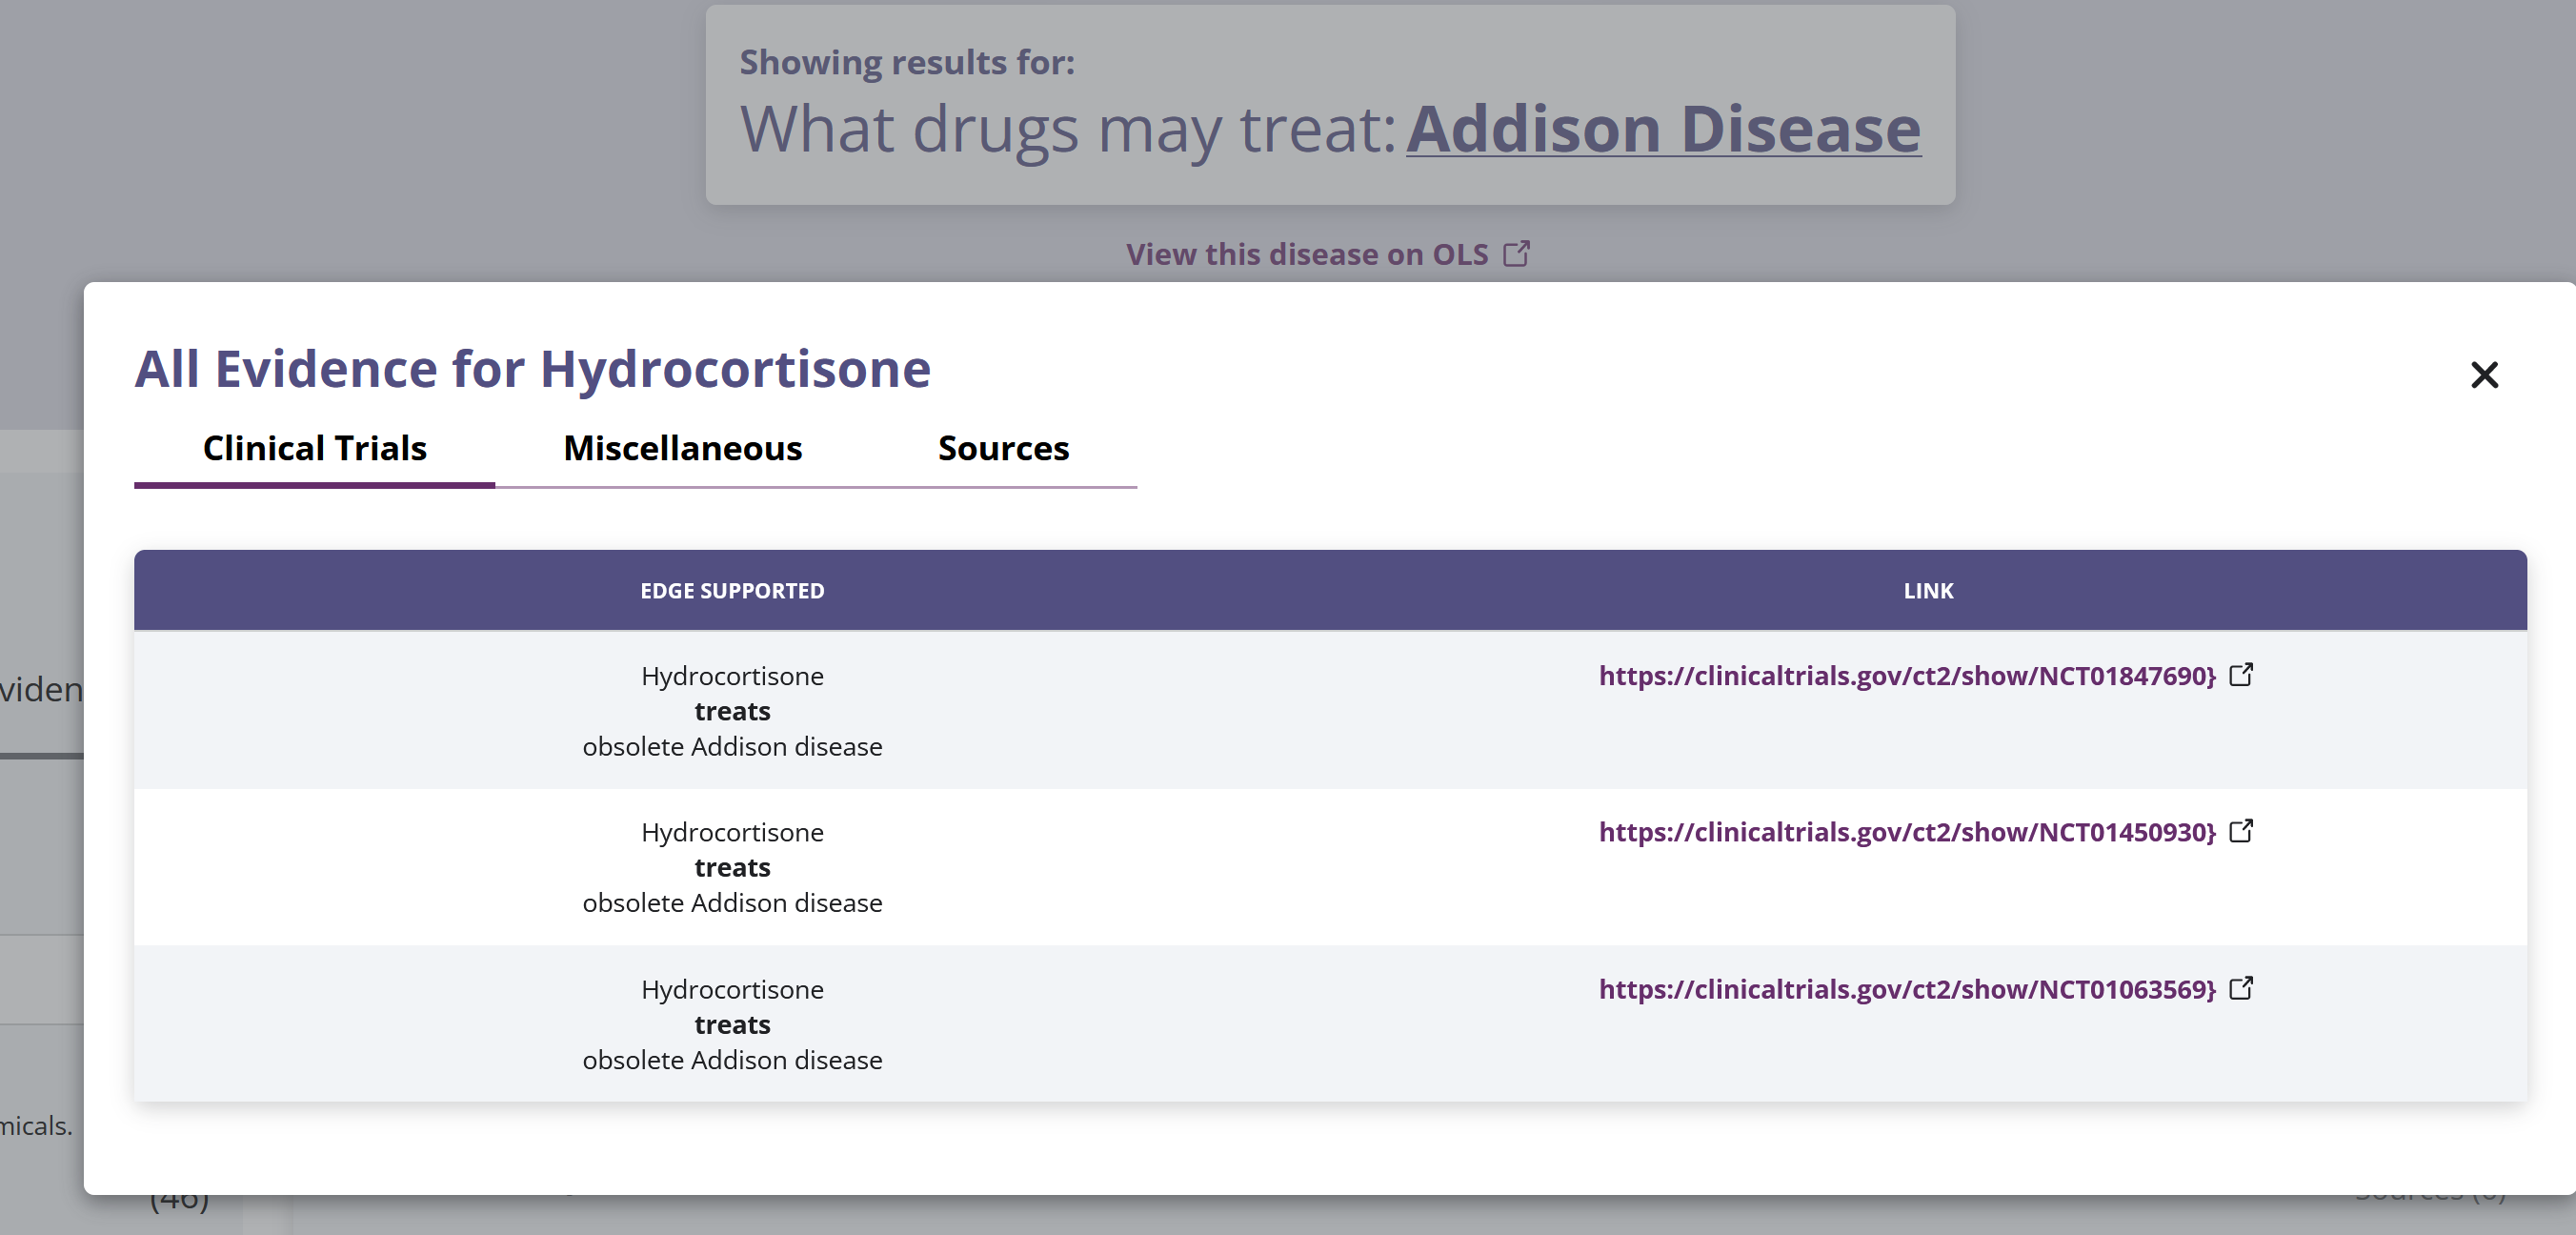 Showing results for:
What drugs may treat: Addison Disease
View this disease on OLS
All Evidence for Hydrocortisone
Clinical Trials Miscellaneous Sources
EDGE SUPPORTED LINK
Hydrocortisone https://clinicaltrials.gov/ct2/show/NCT01847690}
treats
obsolete Addison disease
Hydrocortisone https://clinicaltrials.gov/ct2/show/NCT01450930}
treats
obsolete Addison disease
Hydrocortisone https://clinicaltrials.gov/ct2/show/NCT01063569}
treats
obsolete Addison disease
viden
micals.
(46)